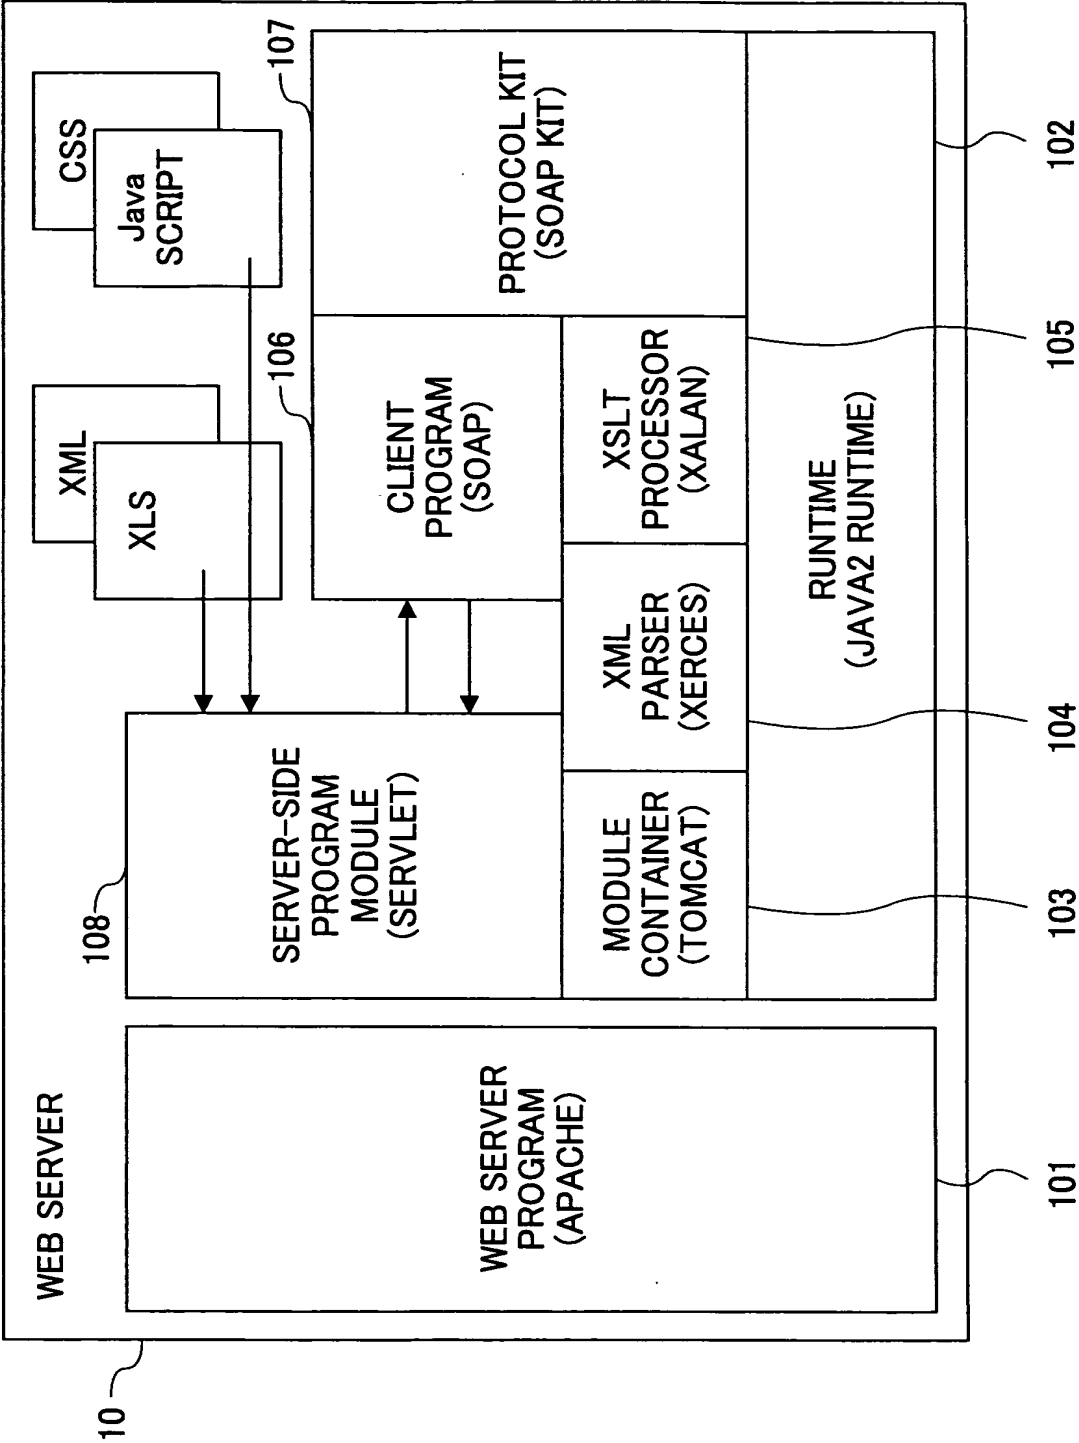 10
WEB SERVER
WEB SERVER
PROGRAM
(APACHE)
101
108
SERVER-SIDE
PROGRAM
MODULE
(SERVLET)
XML
XLS
CSS
Java
SCRIPT
106
CLIENT
PROGRAM
(SOAP)
107
PROTOCOL KIT
(SOAP KIT)
MODULE
CONTAINER
(TOMCAT)
XML
PARSER
(XERCES)
XSLT
PROCESSOR
(XALAN)
RUNTIME
(JAVA2 RUNTIME)
103
104
105
102